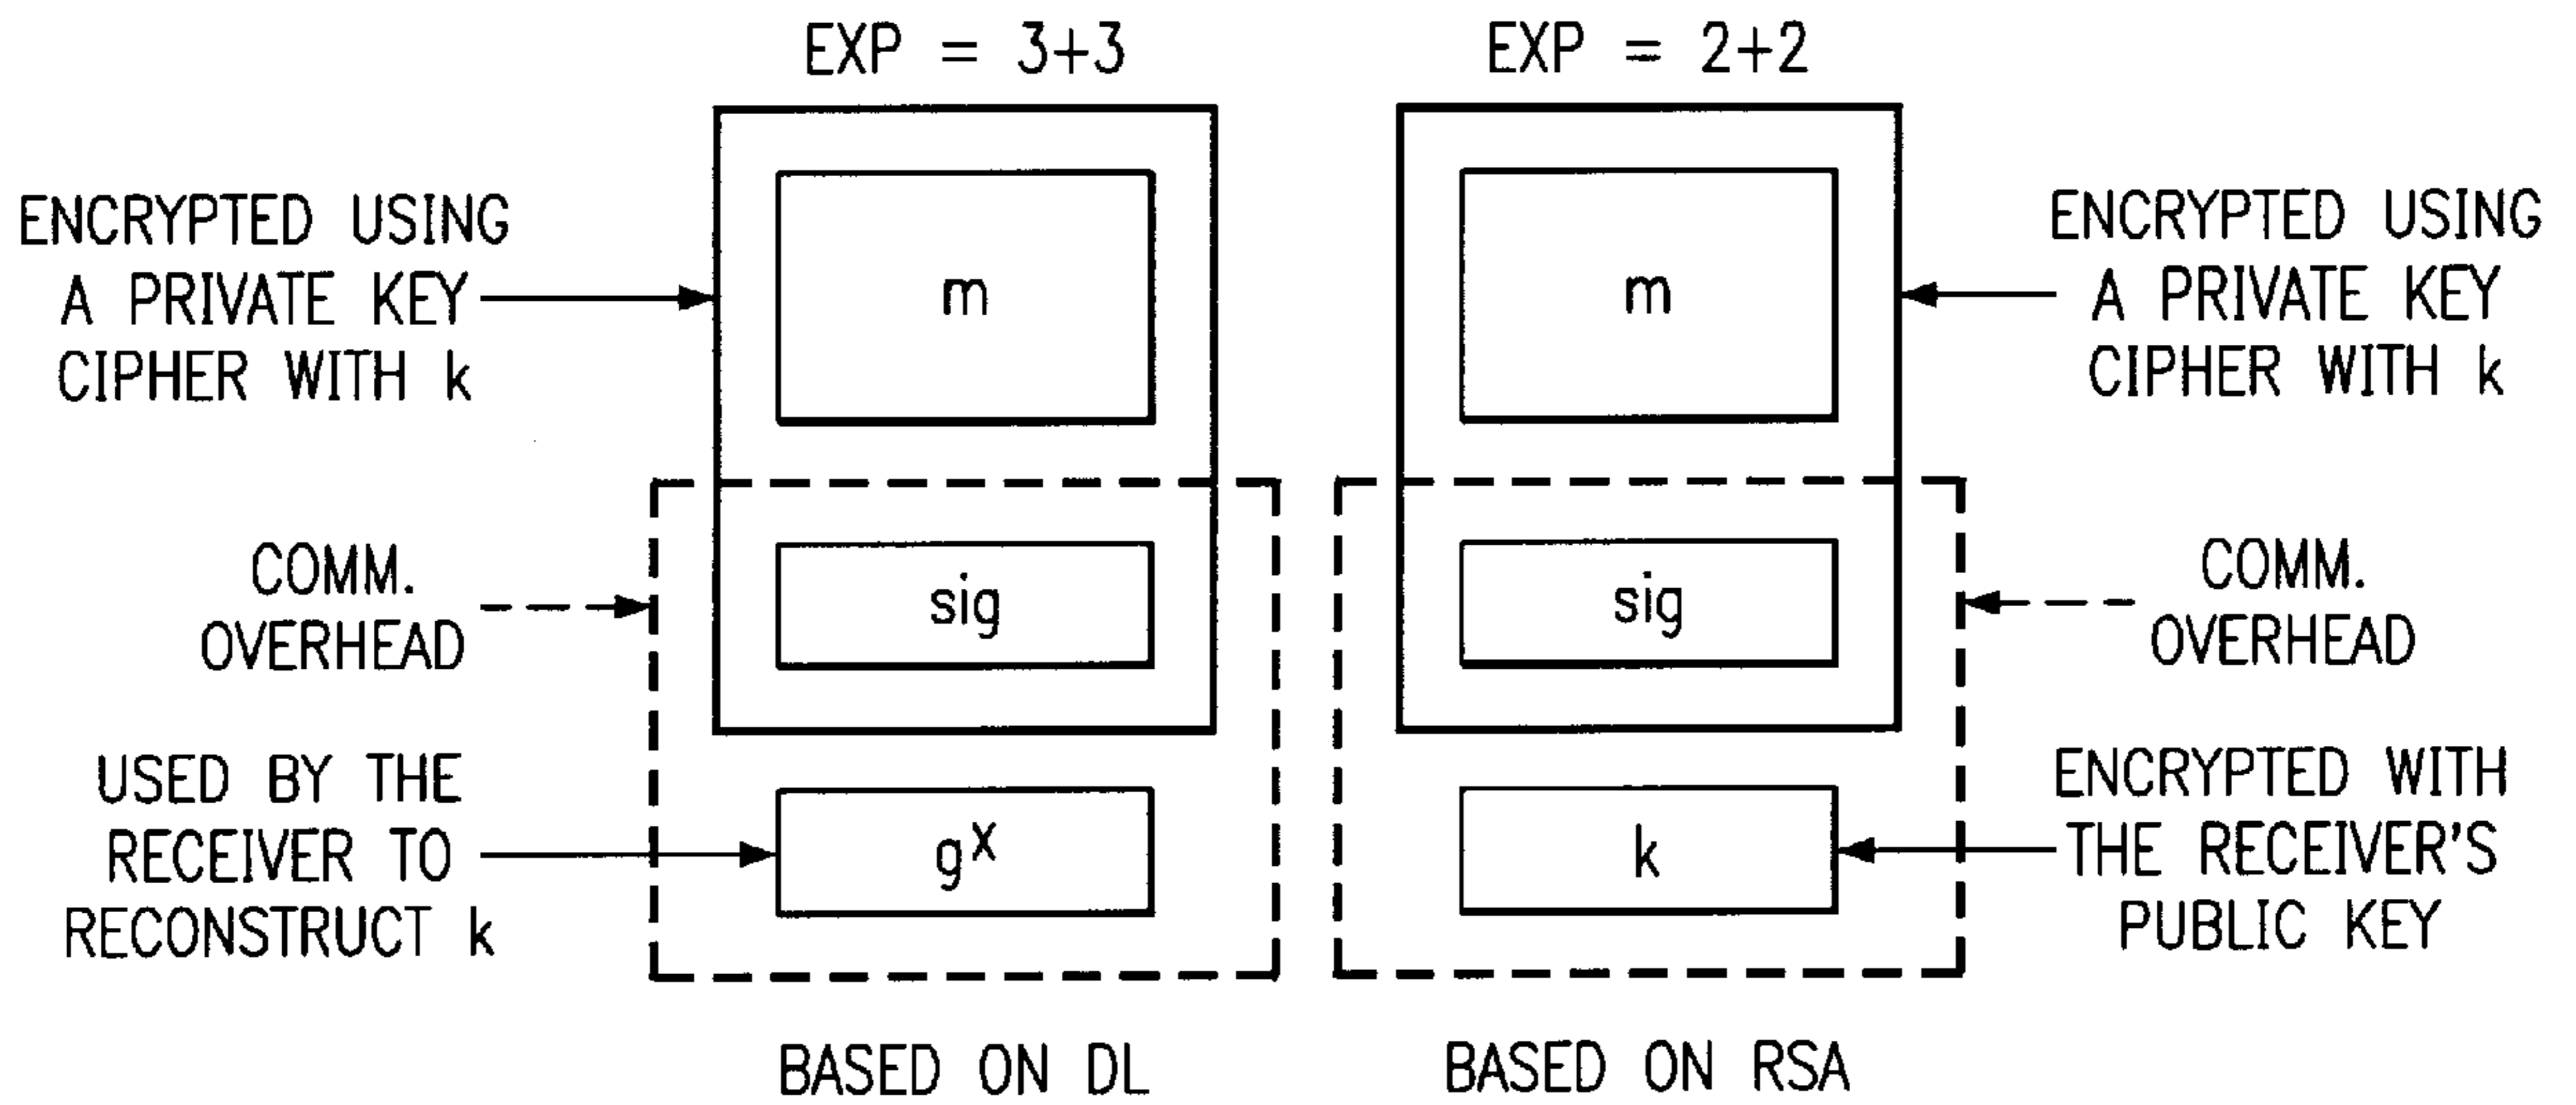 EXP = 3+3
ENCRYPTED USING
A PRIVATE KEY
CIPHER WITH k
m
COMM.
OVERHEAD
sig
USED BY THE
RECEIVER TO
RECONSTRUCT k
g^x
BASED ON DL
EXP = 2+2
m
ENCRYPTED USING
A PRIVATE KEY
CIPHER WITH k
sig
COMM.
OVERHEAD
k
ENCRYPTED WITH
THE RECEIVER'S
PUBLIC KEY
BASED ON RSA